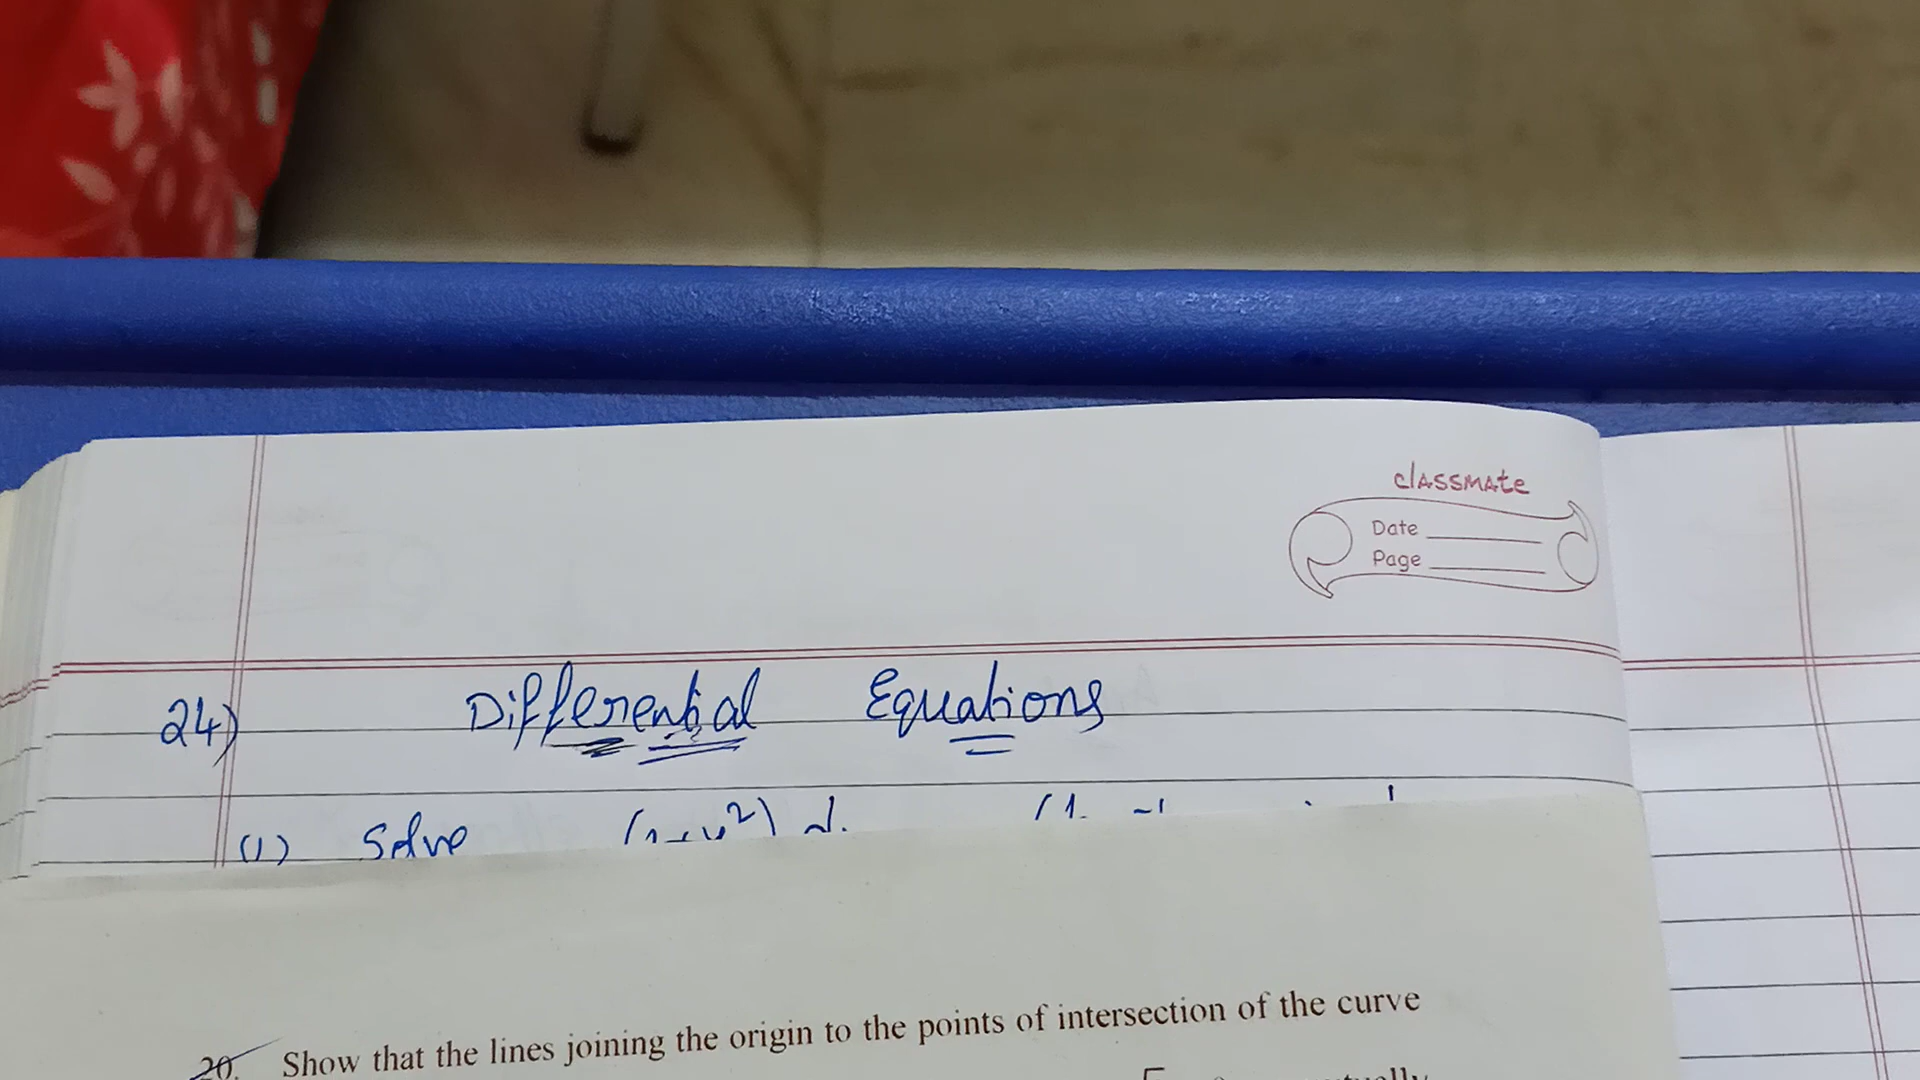 classmate
Date
Page
24) Differential Equations
(1) Solve
20. Show that the lines joining the origin to the points of intersection of the curve